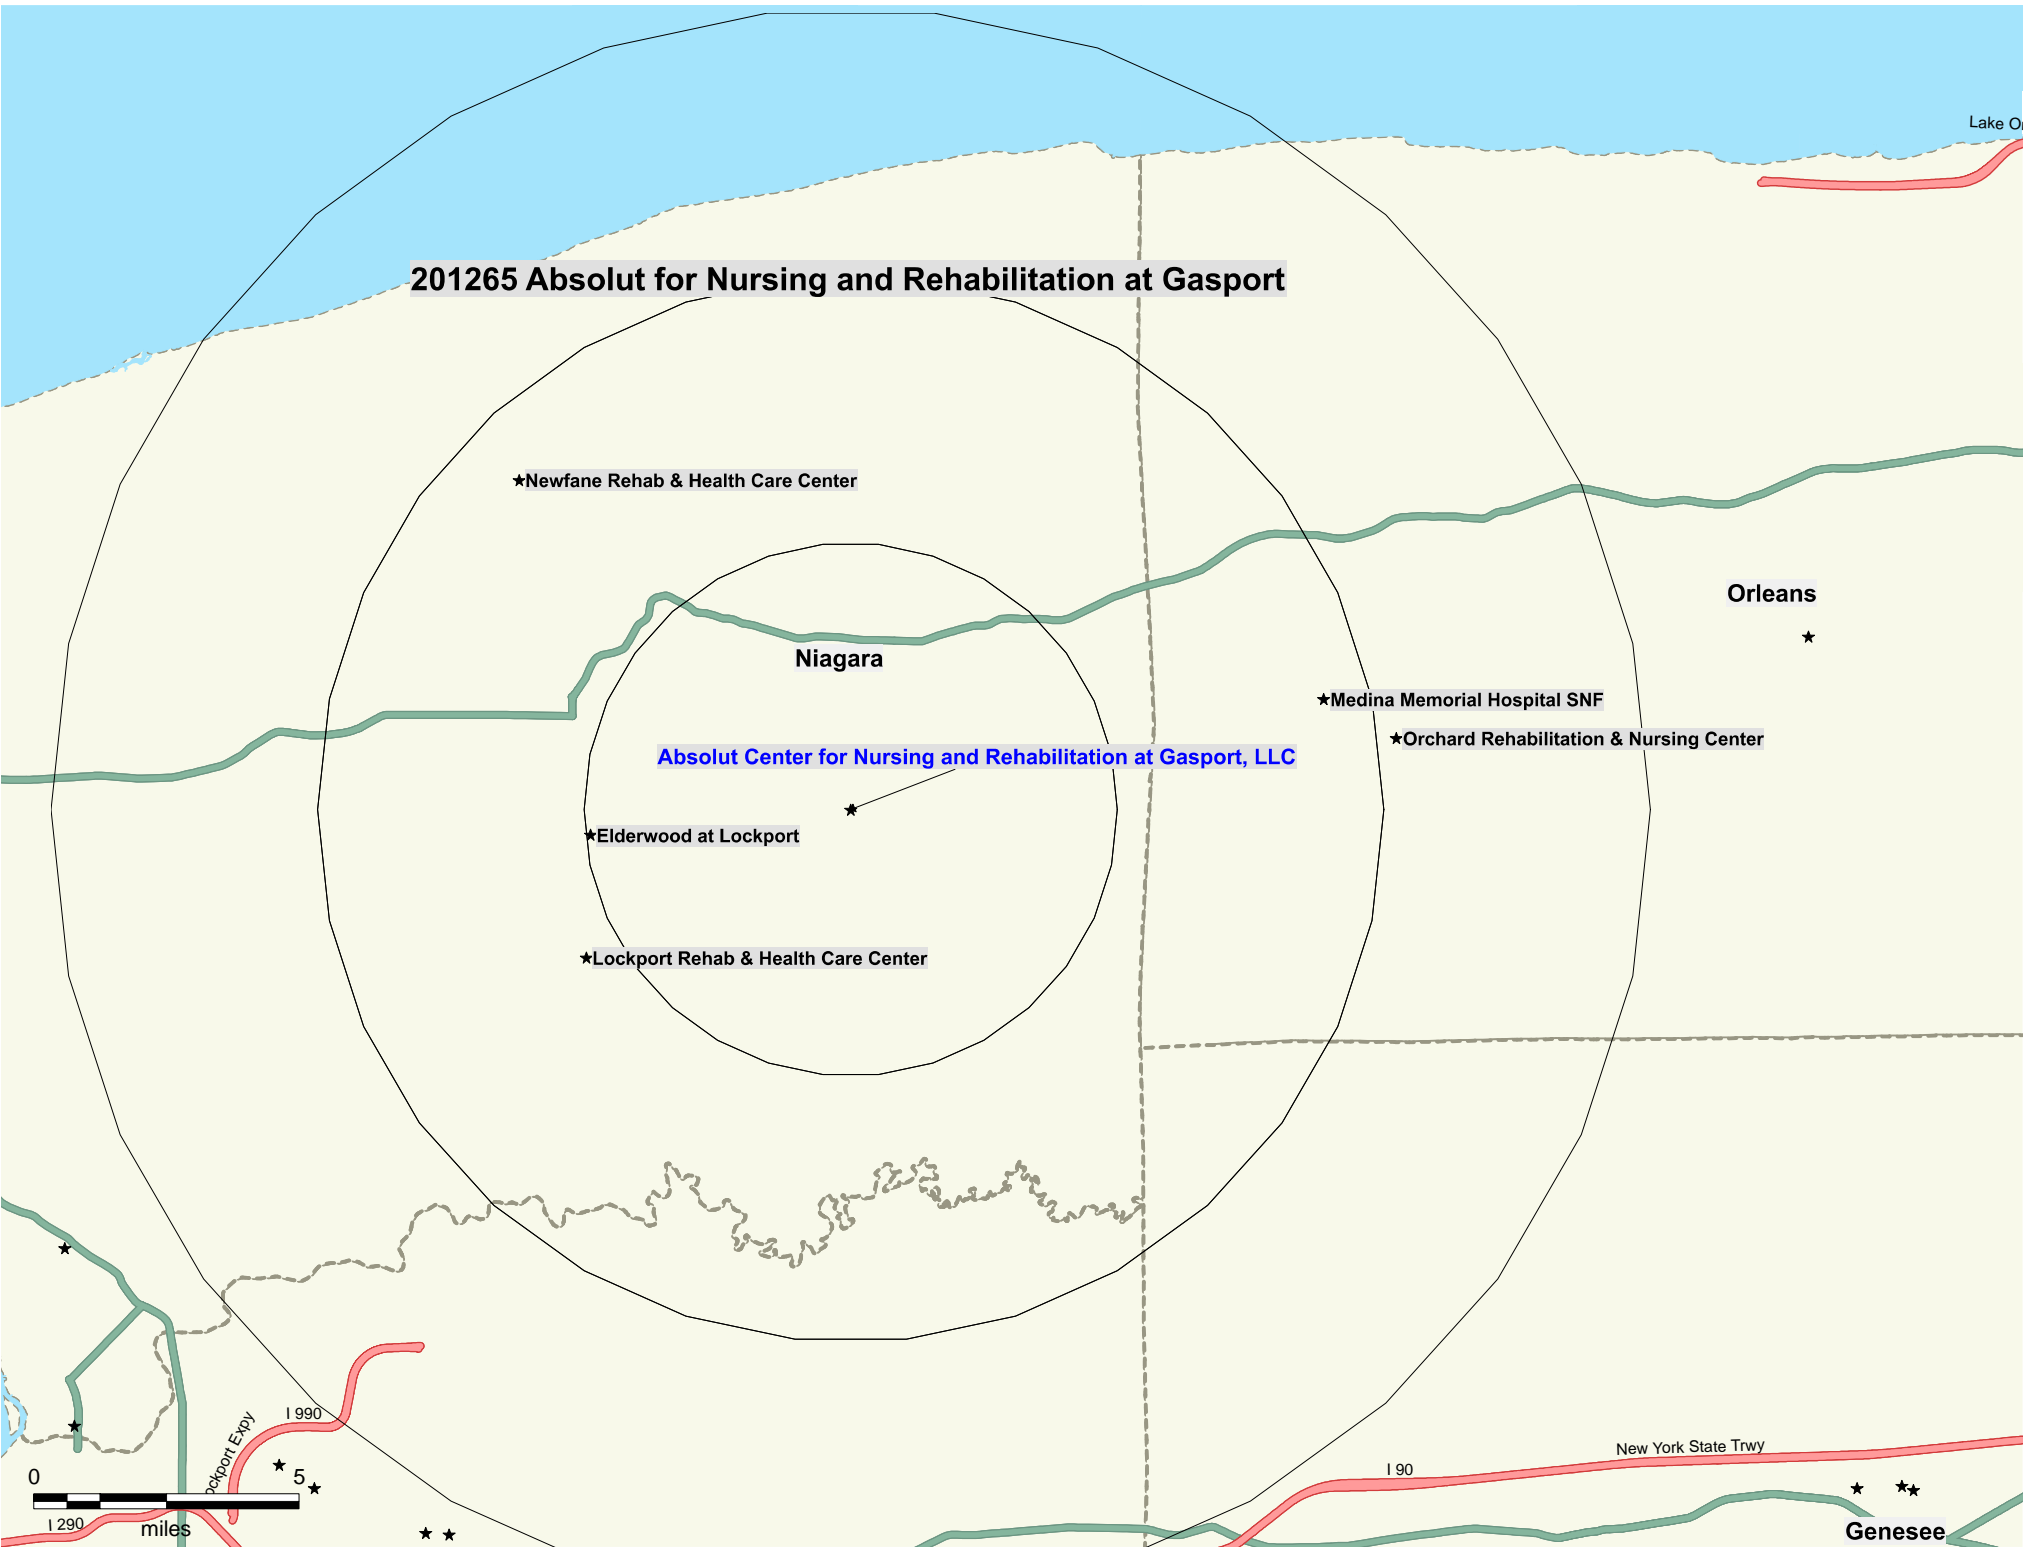 Lake O
201265 Absolut for Nursing and Rehabilitation at Gasport
Newfane Rehab & Health Care Center
Orleans
Niagara
Medina Memorial Hospital SNF
Orchard Rehabilitation & Nursing Center
Absolut Center for Nursing and Rehabilitation at Gasport, LLC
Elderwood at Lockport
Lockport Rehab & Health Care Center
I 990
ockport Expy
New York State Trwy
I 90
0 5
miles
I 290
Genesee